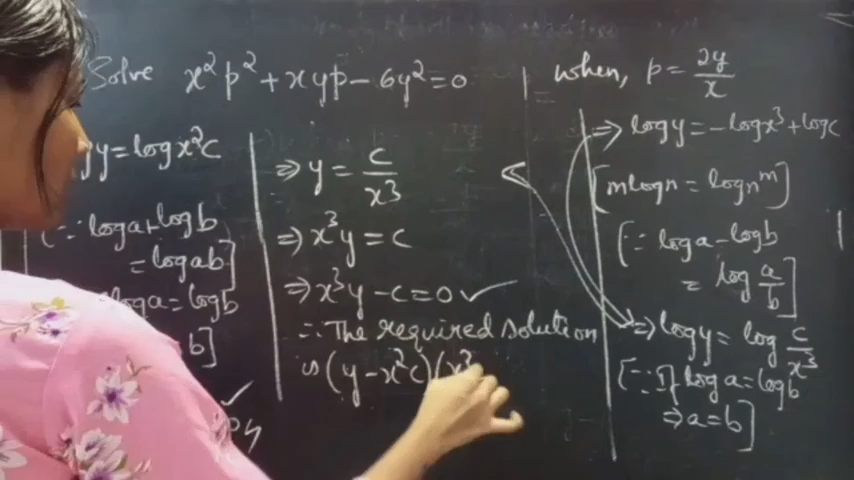 Solve x²p² + xyp - 6y² = 0
when, p = 2y/x
y = log x²c
[∵ log a + log b
= log ab]
log a = log b
b]
⇒ y = c/x³
⇒ x³y = c
⇒ x³y - c = 0 ✓
∴ The required solution
is (y - x²c)(x³
⇒ log y = -log x³ + log c
[m log n = log n^m]
[∵ log a - log b
= log a/b]
⇒ log y = log c/x³
[∵ If log a = log b
⇒ a = b]